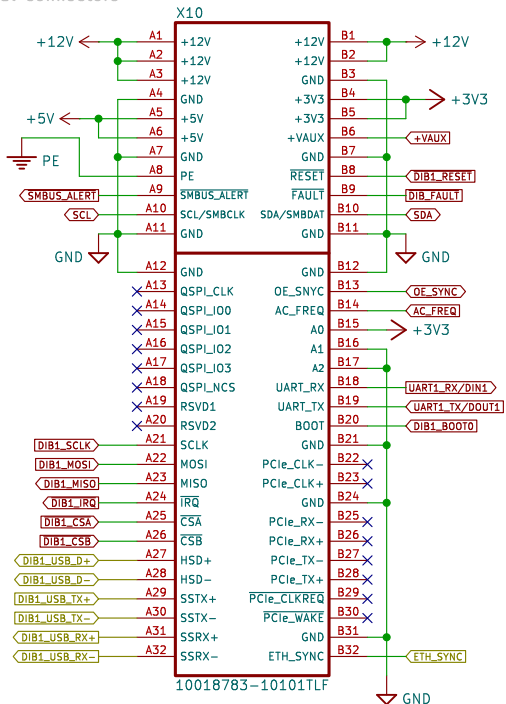 X10
+12V A1 +12V +12V B1 +12V
A2 +12V +12V B2
A3 +12V GND B3
A4 GND +3V3 B4 +3V3
+5V A5 +5V +3V3 B5
A6 +5V +VAUX B6 +VAUX
A7 GND GND B7
PE A8 PE RESET B8 DIB1_RESET
SMBUS_ALERT A9 SMBUS_ALERT FAULT B9 DIB_FAULT
SCL A10 SCL/SMBCLK SDA/SMBDAT B10 SDA
A11 GND GND B11
GND GND
A12 GND GND B12
A13 QSPI_CLK OE_SNYC B13 OE_SYNC
A14 QSPI_IO0 AC_FREQ B14 AC_FREQ
A15 QSPI_IO1 A0 B15 +3V3
A16 QSPI_IO2 A1 B16
A17 QSPI_IO3 A2 B17
A18 QSPI_NCS UART_RX B18 UART1_RX/DIN1
A19 RSVD1 UART_TX B19 UART1_TX/DOUT1
A20 RSVD2 BOOT B20 DIB1_BOOT0
DIB1_SCLK A21 SCLK GND B21
DIB1_MOSI A22 MOSI PCIe_CLK- B22
DIB1_MISO A23 MISO PCIe_CLK+ B23
DIB1_IRQ A24 IRQ GND B24
DIB1_CSA A25 CSA PCIe_RX- B25
DIB1_CSB A26 CSB PCIe_RX+ B26
DIB1_USB_D+ A27 HSD+ PCIe_TX- B27
DIB1_USB_D- A28 HSD- PCIe_TX+ B28
DIB1_USB_TX+ A29 SSTX+ PCIe_CLKREQ B29
DIB1_USB_TX- A30 SSTX- PCIe_WAKE B30
DIB1_USB_RX+ A31 SSRX+ GND B31
DIB1_USB_RX- A32 SSRX- ETH_SYNC B32 ETH_SYNC
10018783-10101TLF
GND